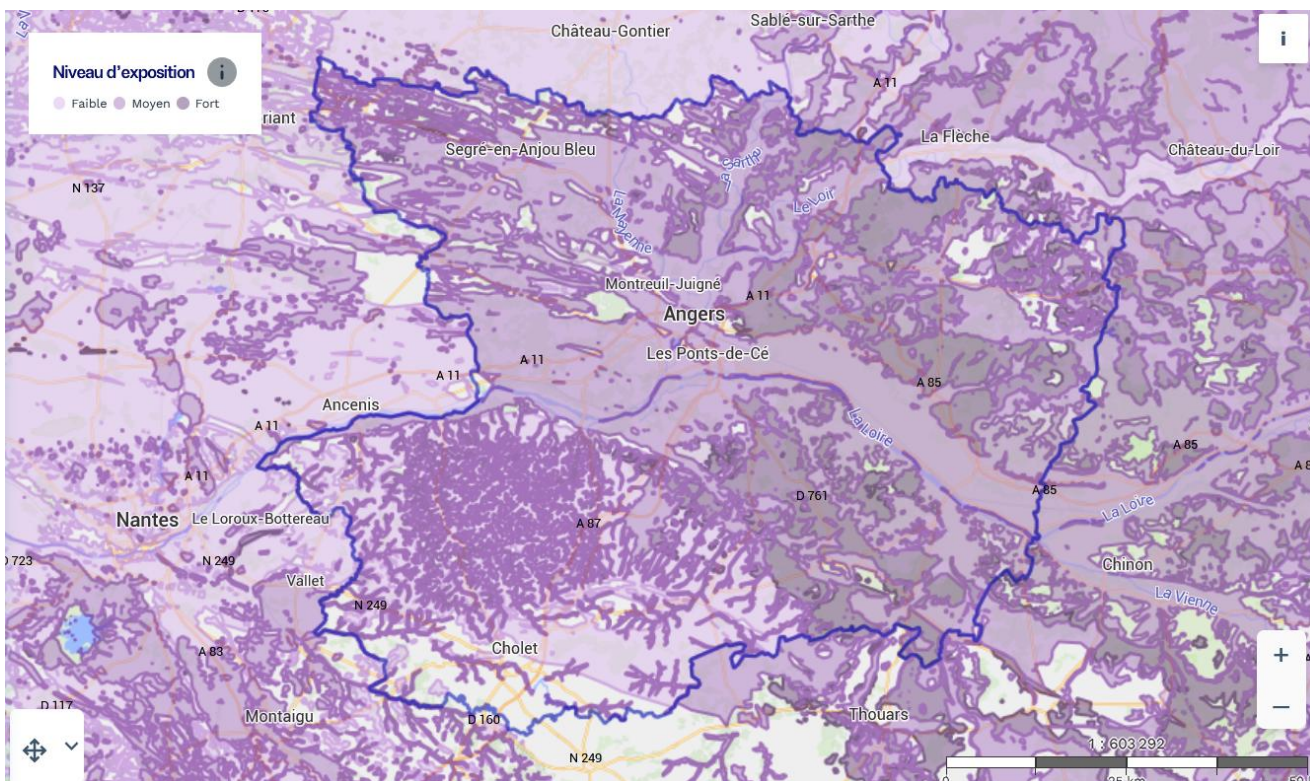 Château-Gontier
Sablé-sur-Sarthe
i
Niveau d'exposition i
Faible Moyen Fort
A 11
riant
La Flèche
Segré-en-Anjou Bleu
Château-du-Loir
La Sarthe
N 137
La Mayenne
Le Loir
Montreuil-Juigné
A 11
Angers
Les Ponts-de-Cé
A 11
A 11
A 85
Ancenis
A 11
La Loire
A 85
A 11
D 761
A 85
La Loire
Nantes
Le Loroux-Bottereau
A 87
N 249
D 723
Chinon
Vallet
La Vienne
N 249
Cholet
A 83
+
D 117
Montaigu
D 160
Thouars
−
1 : 603 292
N 249
0
25 km